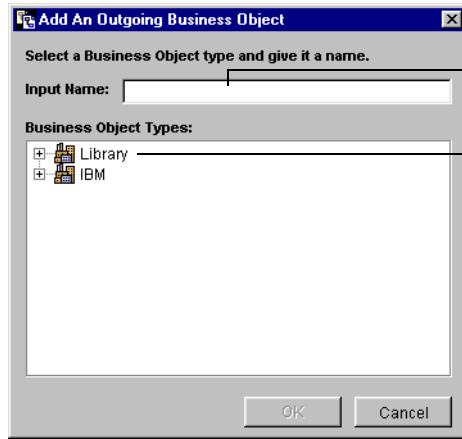 Add An Outgoing Business Object
Select a Business Object type and give it a name.
Input Name:
Business Object Types:
Library
IBM
OK
Cancel